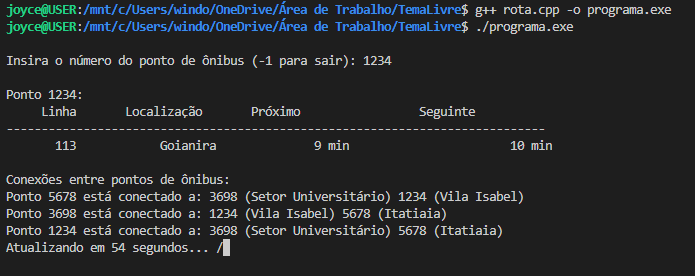 joyce@USER:/mnt/c/Users/windo/OneDrive/Área de Trabalho/TemaLivre$ g++ rota.cpp -o programa.exe
joyce@USER:/mnt/c/Users/windo/OneDrive/Área de Trabalho/TemaLivre$ ./programa.exe
Insira o número do ponto de ônibus (-1 para sair): 1234
Ponto 1234:
Linha Localização Próximo Seguinte
-----------------------------------------------------------------------------
113 Goianira 9 min 10 min
Conexões entre pontos de ônibus:
Ponto 5678 está conectado a: 3698 (Setor Universitário) 1234 (Vila Isabel)
Ponto 3698 está conectado a: 1234 (Vila Isabel) 5678 (Itatiaia)
Ponto 1234 está conectado a: 3698 (Setor Universitário) 5678 (Itatiaia)
Atualizando em 54 segundos... /